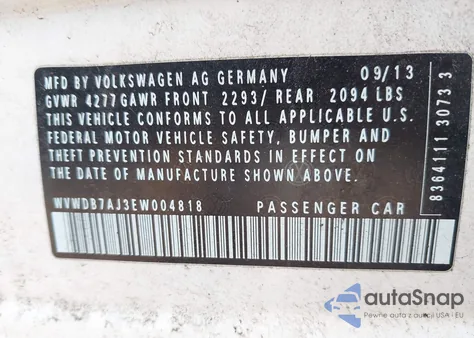 MFD BY VOLKSWAGEN AG GERMANY 09/13
GVWR 4277GAWR FRONT 2293/ REAR 2094 LBS
THIS VEHICLE CONFORMS TO ALL APPLICABLE U.S.
FEDERAL MOTOR VEHICLE SAFETY, BUMPER AND
THEFT PREVENTION STANDARDS IN EFFECT ON
THE DATE OF MANUFACTURE SHOWN ABOVE.
WVWDB7AJ3EW004818 PASSENGER CAR
8364111 3073 3
autoSnap
Pewne auta z aukcji USA i EU